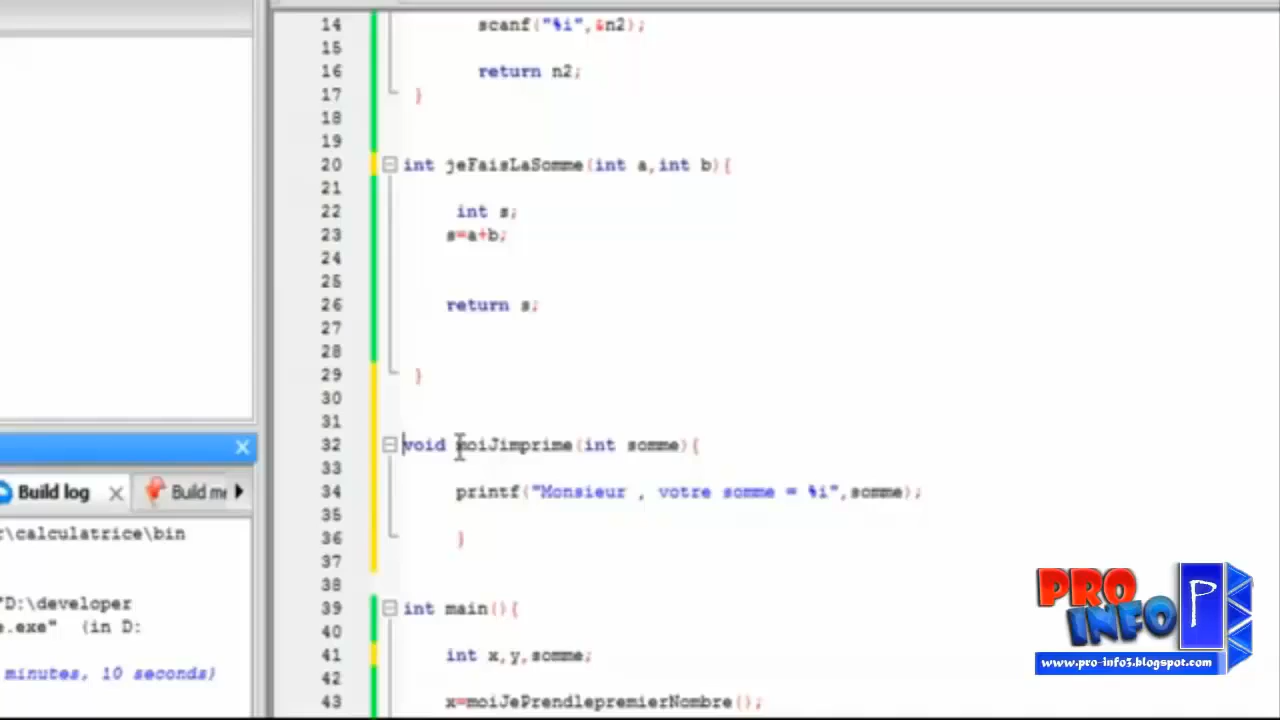 14 scanf("%i",&n2);
15
16 return n2;
17 }
18
19
20 int jeFaisLaSomme(int a,int b){
21
22 int s;
23 s=a+b;
24
25
26 return s;
27
28
29 }
30
31
32 void moiJimprime(int somme){
33
34 printf("Monsieur , votre somme = %i",somme);
35
36 }
37
38
39 int main(){
40
41 int x,y,somme;
42
43 x=moiJePrendlepremierNombre();
Build log
Build me
r\calculatrice\bin
"D:\developer
e.exe" (in D:
minutes, 10 seconds)
PRO
INFO
P
www.pro-info3.blogspot.com